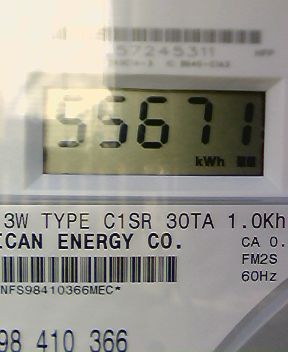 57245311
55671
kWh
3W TYPE C1SR 30TA 1.0Kh
ICAN ENERGY CO.
CA 0.
FM2S
60Hz
NFS98410366MEC*
98 410 366